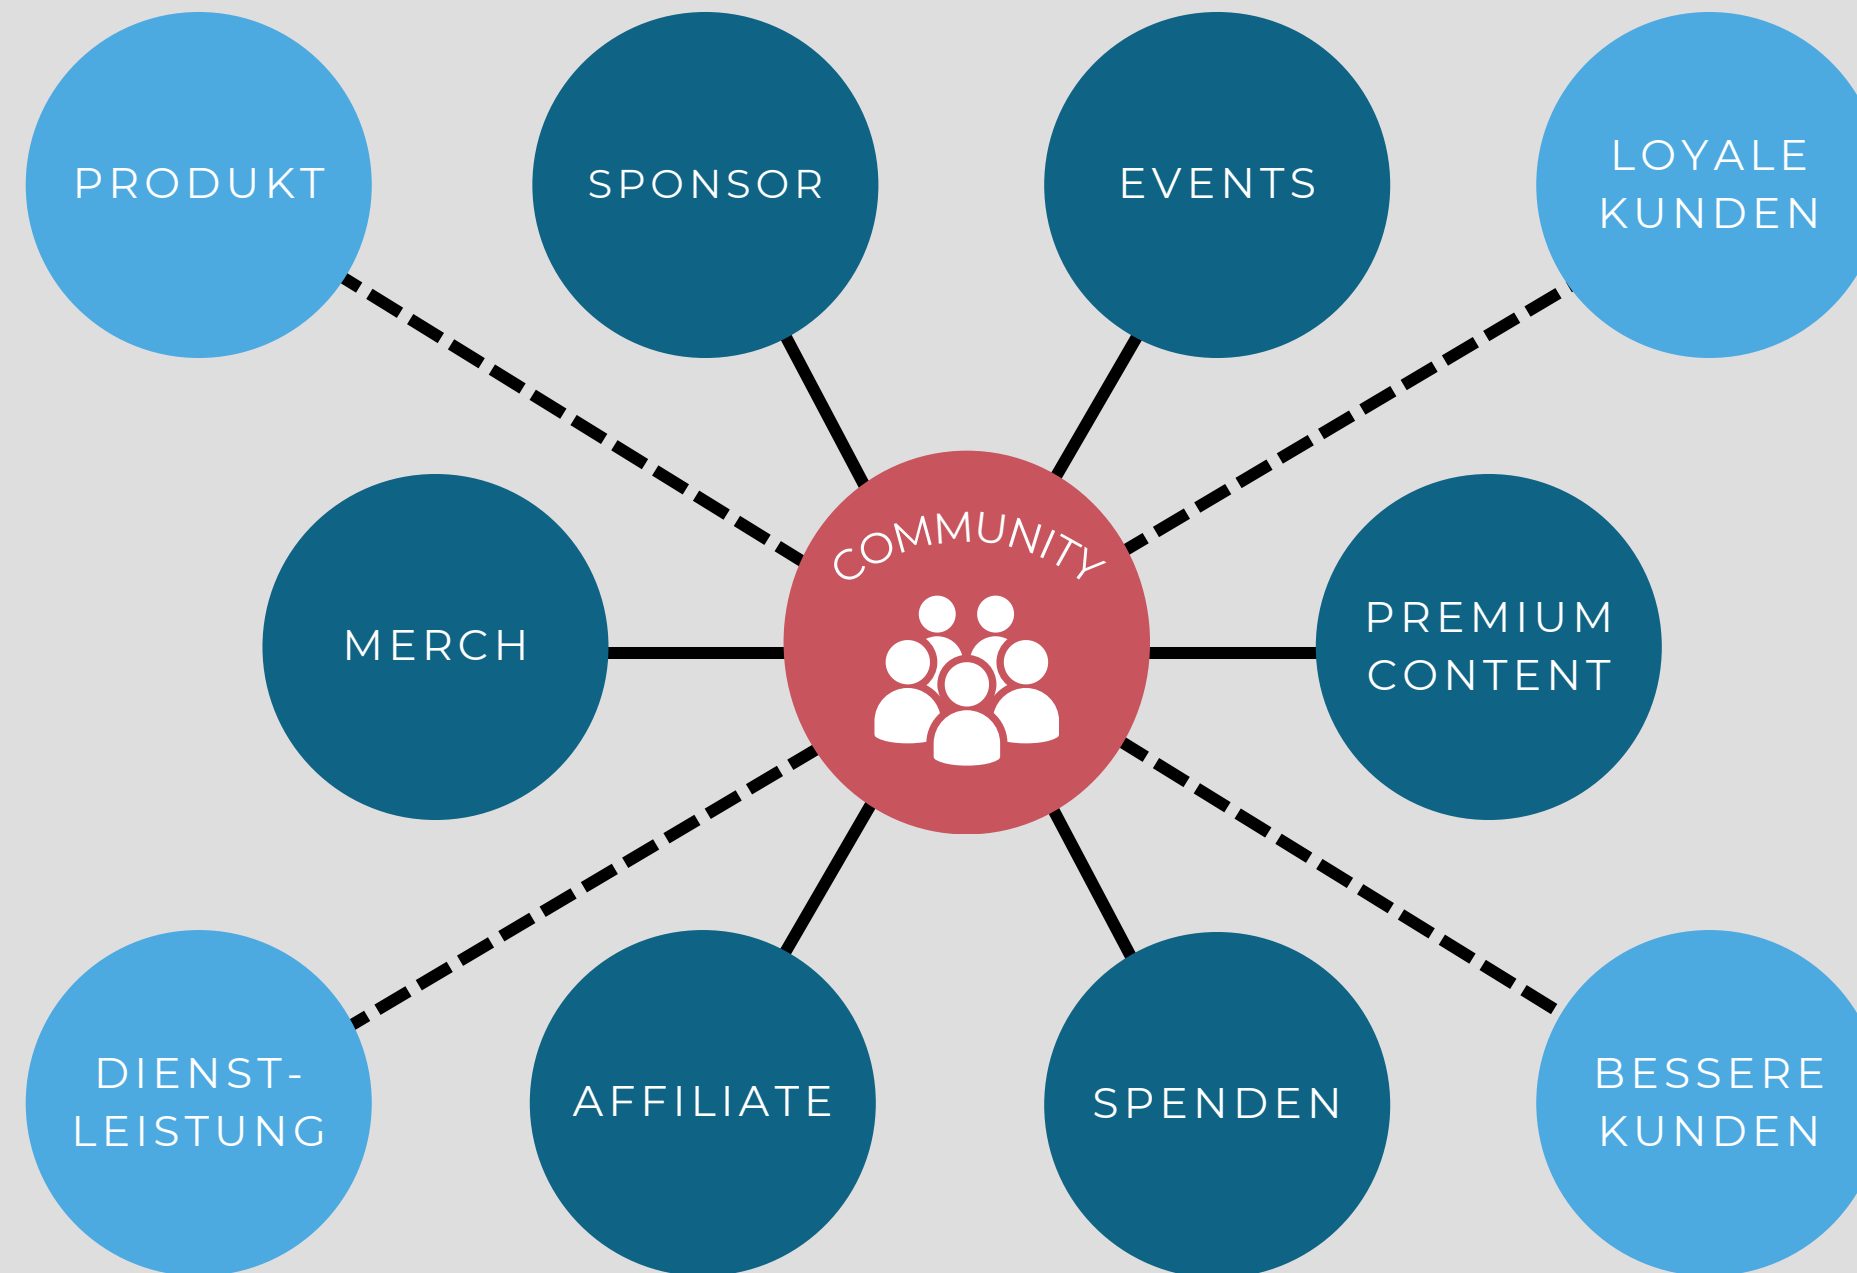 PRODUKT
SPONSOR
EVENTS
LOYALE
KUNDEN
COMMUNITY
MERCH
PREMIUM
CONTENT
DIENST-
LEISTUNG
AFFILIATE
SPENDEN
BESSERE
KUNDEN